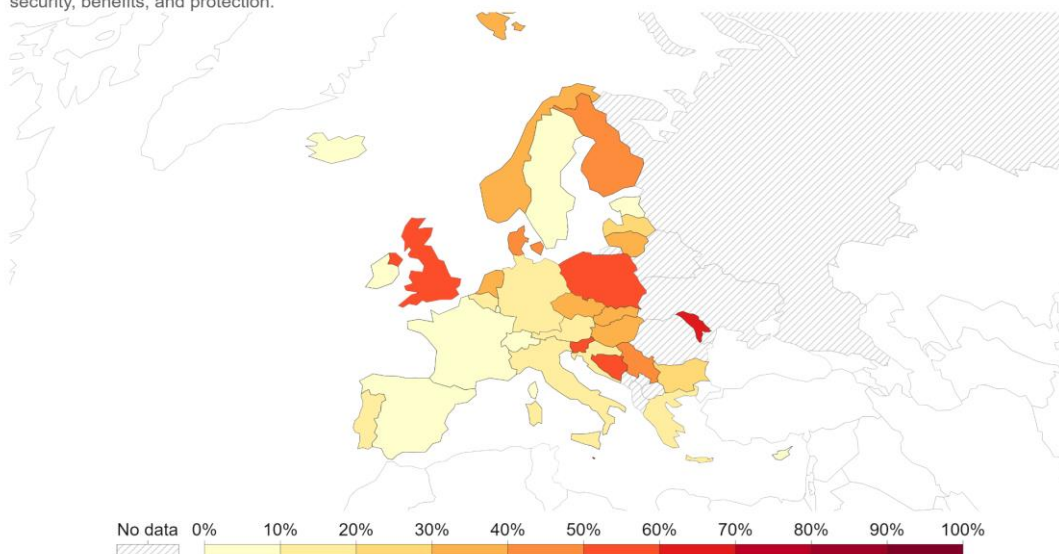 security, benefits, and protection.
No data 0% 10% 20% 30% 40% 50% 60% 70% 80% 90% 100%